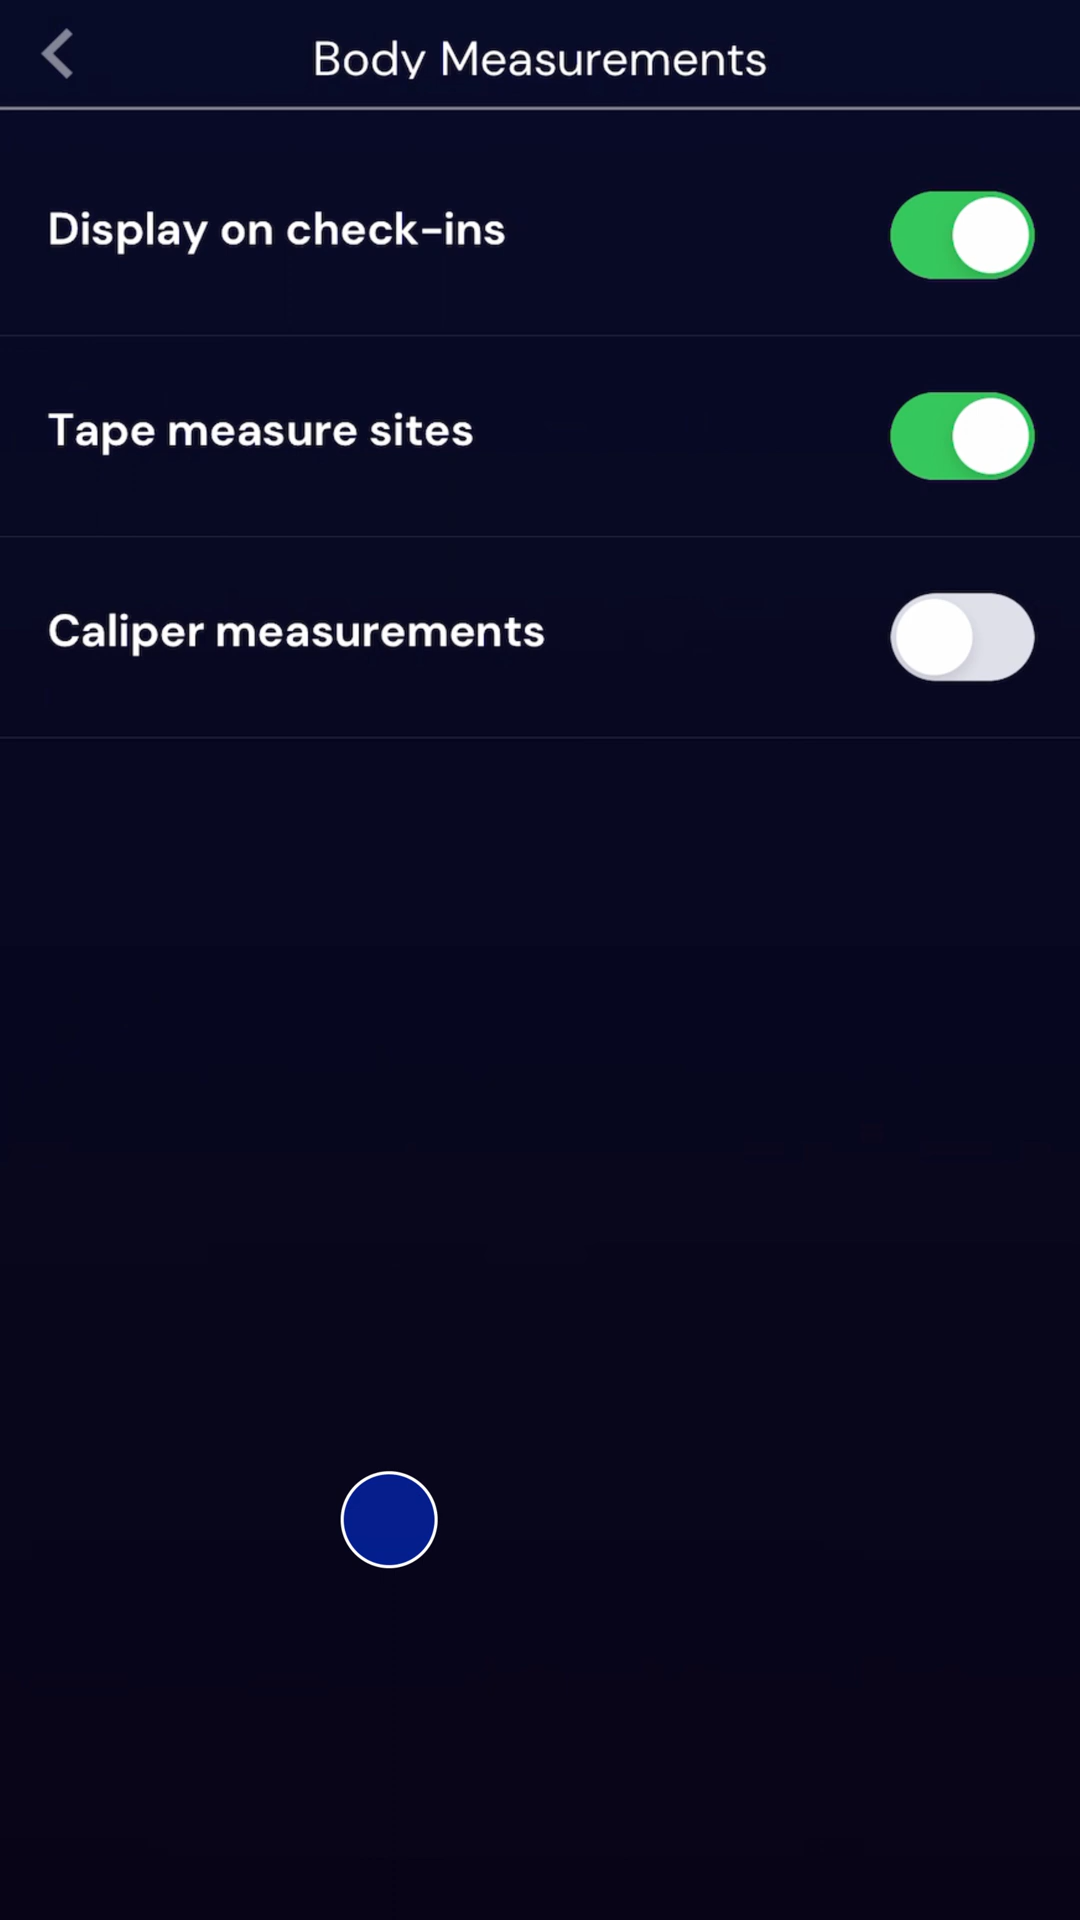 Body Measurements
Display on check-ins
Tape measure sites
Caliper measurements